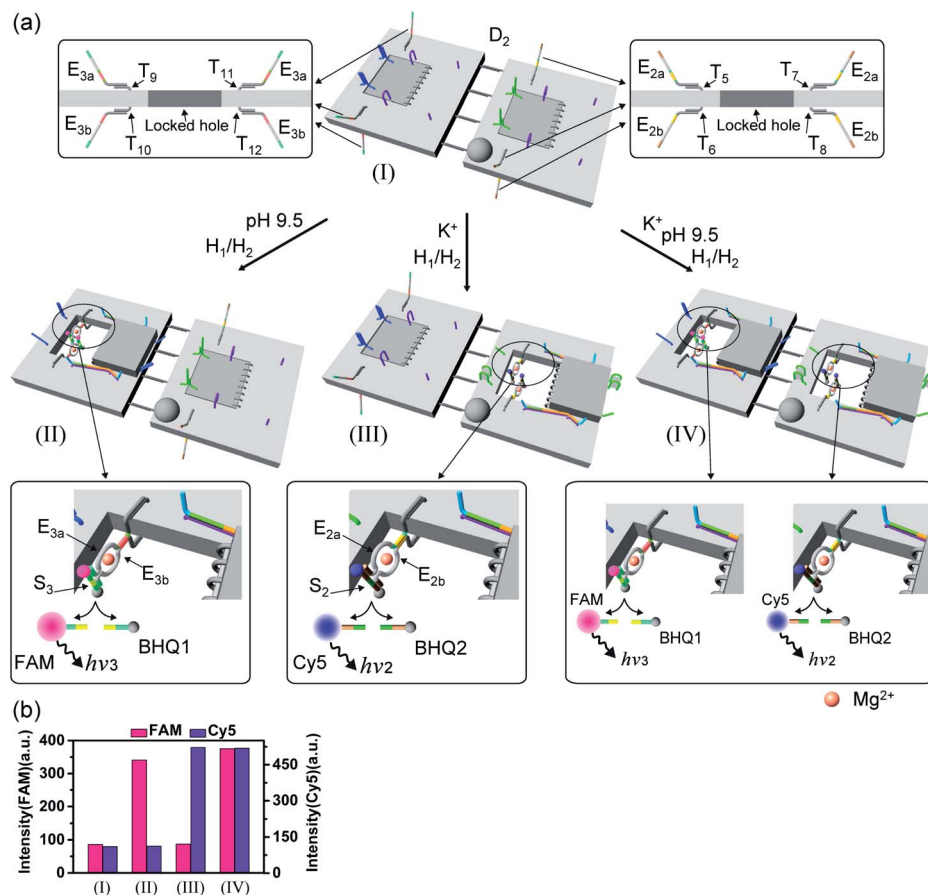 (a)
D₂
E₃ₐ T₉ T₁₁ E₃ₐ
E₃b Locked hole E₃b
T₁₀ T₁₂
E₂ₐ T₅ T₇ E₂ₐ
E₂b Locked hole E₂b
T₆ T₈
(I)
pH 9.5
H₁/H₂
K⁺
H₁/H₂
K⁺
pH 9.5
H₁/H₂
(II)
(III)
(IV)
E₃ₐ
E₃b
S₃
BHQ1
FAM
hν3
E₂ₐ
E₂b
S₂
BHQ2
Cy5
hν2
FAM
BHQ1
hν3
Cy5
BHQ2
hν2
Mg²⁺
(b)
FAM Cy5
Intensity(FAM)(a.u.)
400
300
200
100
0
Intensity(Cy5)(a.u.)
450
300
150
0
(I) (II) (III) (IV)